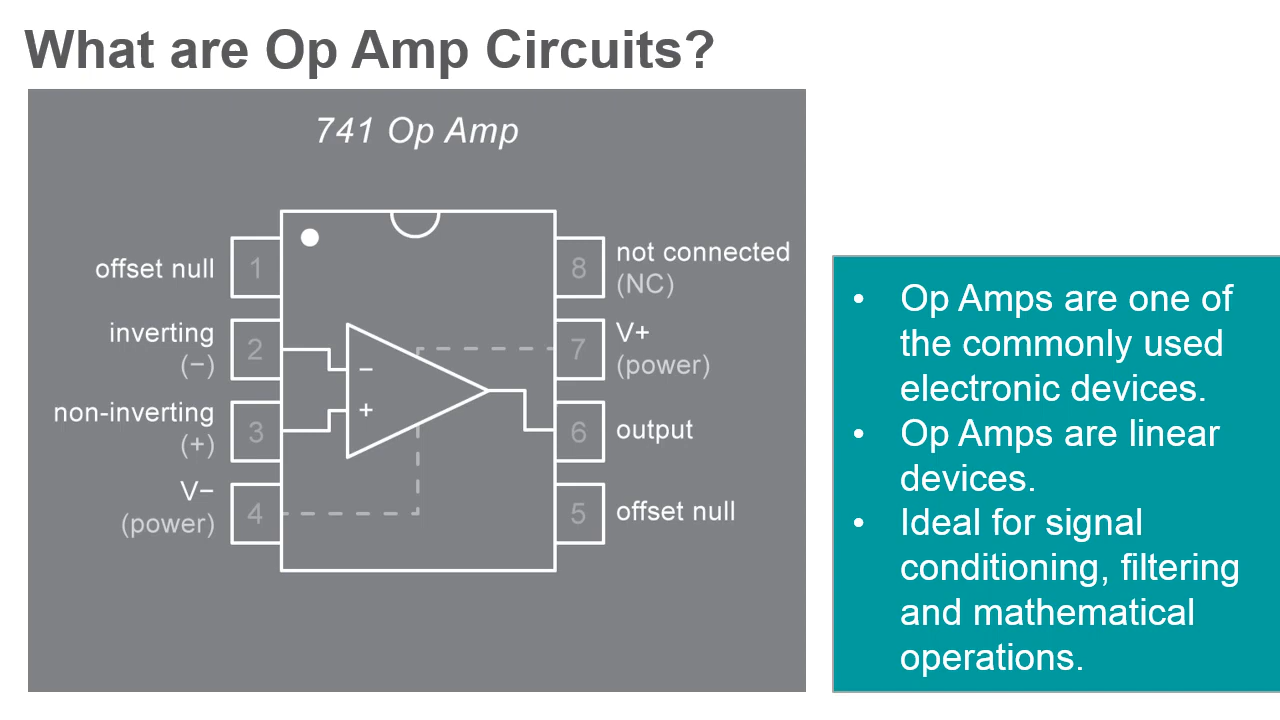 What are Op Amp Circuits?
741 Op Amp
offset null
1
inverting
(−)
2
non-inverting
(+)
3
V−
(power)
4
−
+
8
not connected
(NC)
7
V+
(power)
6
output
5
offset null
• Op Amps are one of
the commonly used
electronic devices.
• Op Amps are linear
devices.
• Ideal for signal
conditioning, filtering
and mathematical
operations.